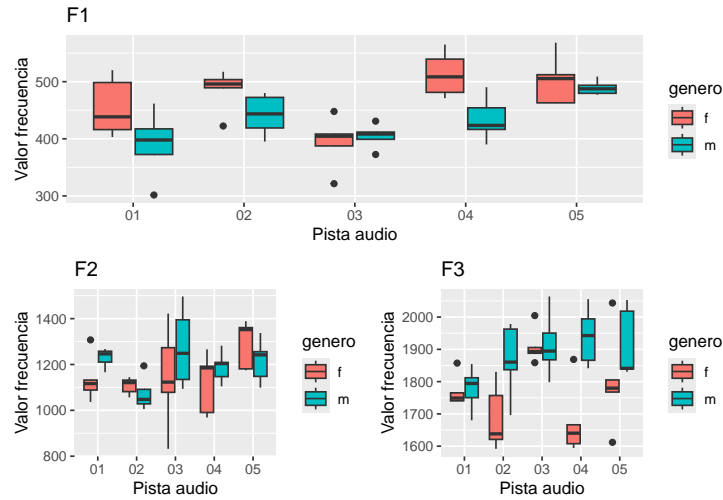 F1
Valor frecuencia
500
400
300
01 02 03 04 05
Pista audio
genero
f
m
F2
Valor frecuencia
1400
1200
1000
800
01 02 03 04 05
Pista audio
genero
f
m
F3
Valor frecuencia
2000
1900
1800
1700
1600
01 02 03 04 05
Pista audio
genero
f
m